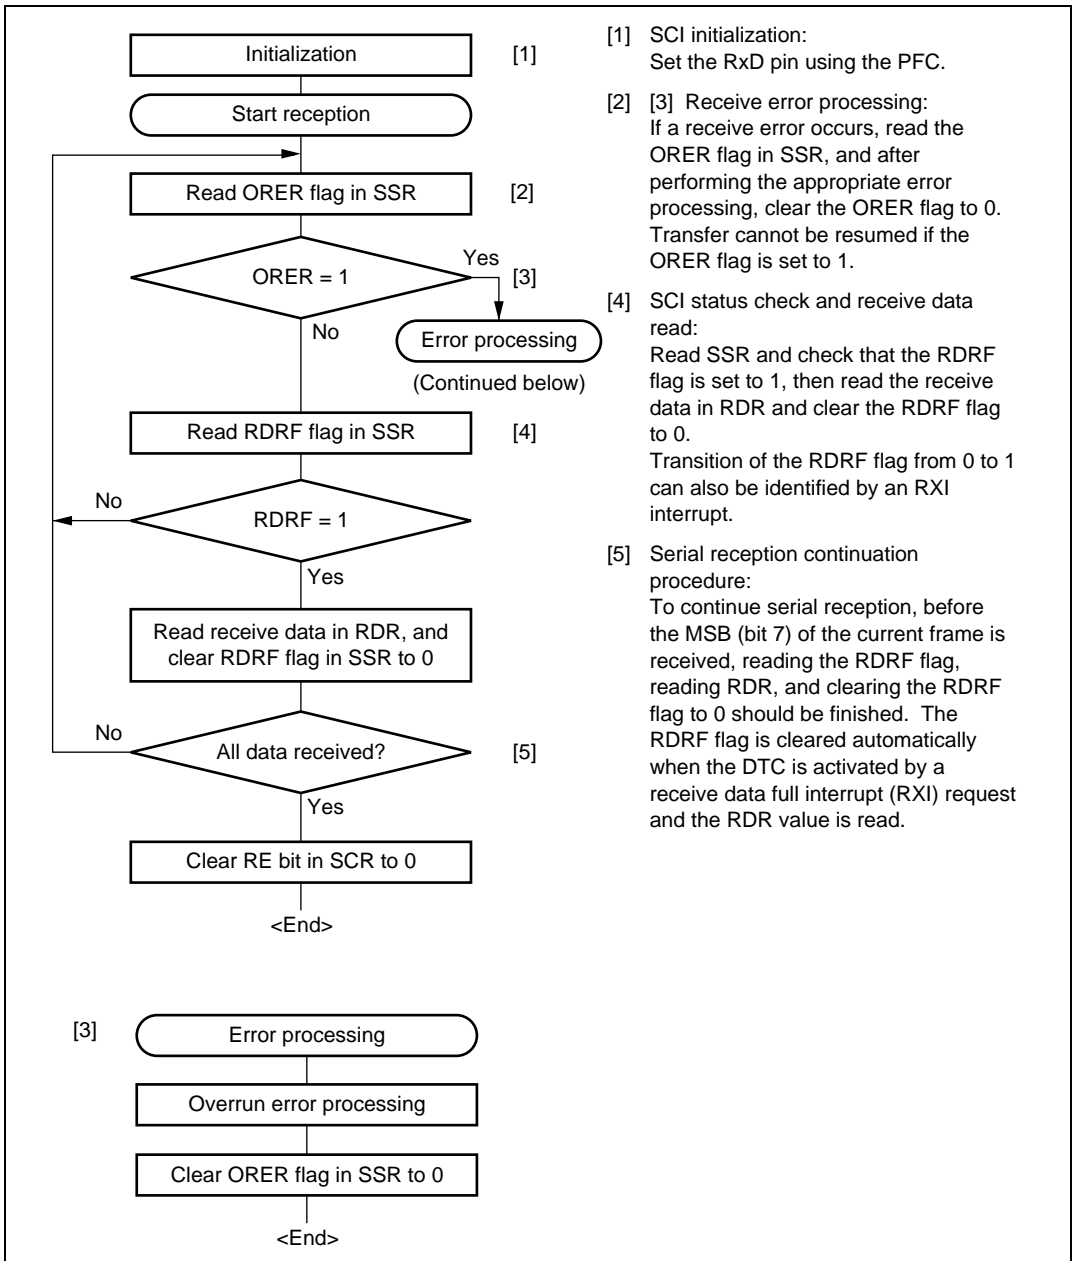 Initialization
[1]
Start reception
Read ORER flag in SSR
[2]
ORER = 1
Yes
[3]
No
Error processing
(Continued below)
Read RDRF flag in SSR
[4]
No
RDRF = 1
Yes
Read receive data in RDR, and
clear RDRF flag in SSR to 0
No
All data received?
[5]
Yes
Clear RE bit in SCR to 0
<End>
[1] SCI initialization:
Set the RxD pin using the PFC.
[2] [3] Receive error processing:
If a receive error occurs, read the
ORER flag in SSR, and after
performing the appropriate error
processing, clear the ORER flag to 0.
Transfer cannot be resumed if the
ORER flag is set to 1.
[4] SCI status check and receive data
read:
Read SSR and check that the RDRF
flag is set to 1, then read the receive
data in RDR and clear the RDRF flag
to 0.
Transition of the RDRF flag from 0 to 1
can also be identified by an RXI
interrupt.
[5] Serial reception continuation
procedure:
To continue serial reception, before
the MSB (bit 7) of the current frame is
received, reading the RDRF flag,
reading RDR, and clearing the RDRF
flag to 0 should be finished. The
RDRF flag is cleared automatically
when the DTC is activated by a
receive data full interrupt (RXI) request
and the RDR value is read.
[3]
Error processing
Overrun error processing
Clear ORER flag in SSR to 0
<End>